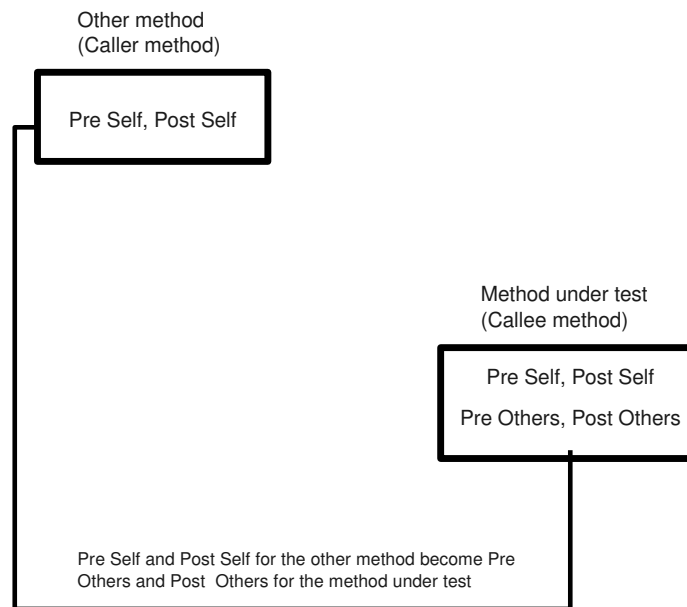 Other method
(Caller method)
Pre Self, Post Self
Method under test
(Callee method)
Pre Self, Post Self
Pre Others, Post Others
Pre Self and Post Self for the other method become Pre
Others and Post Others for the method under test